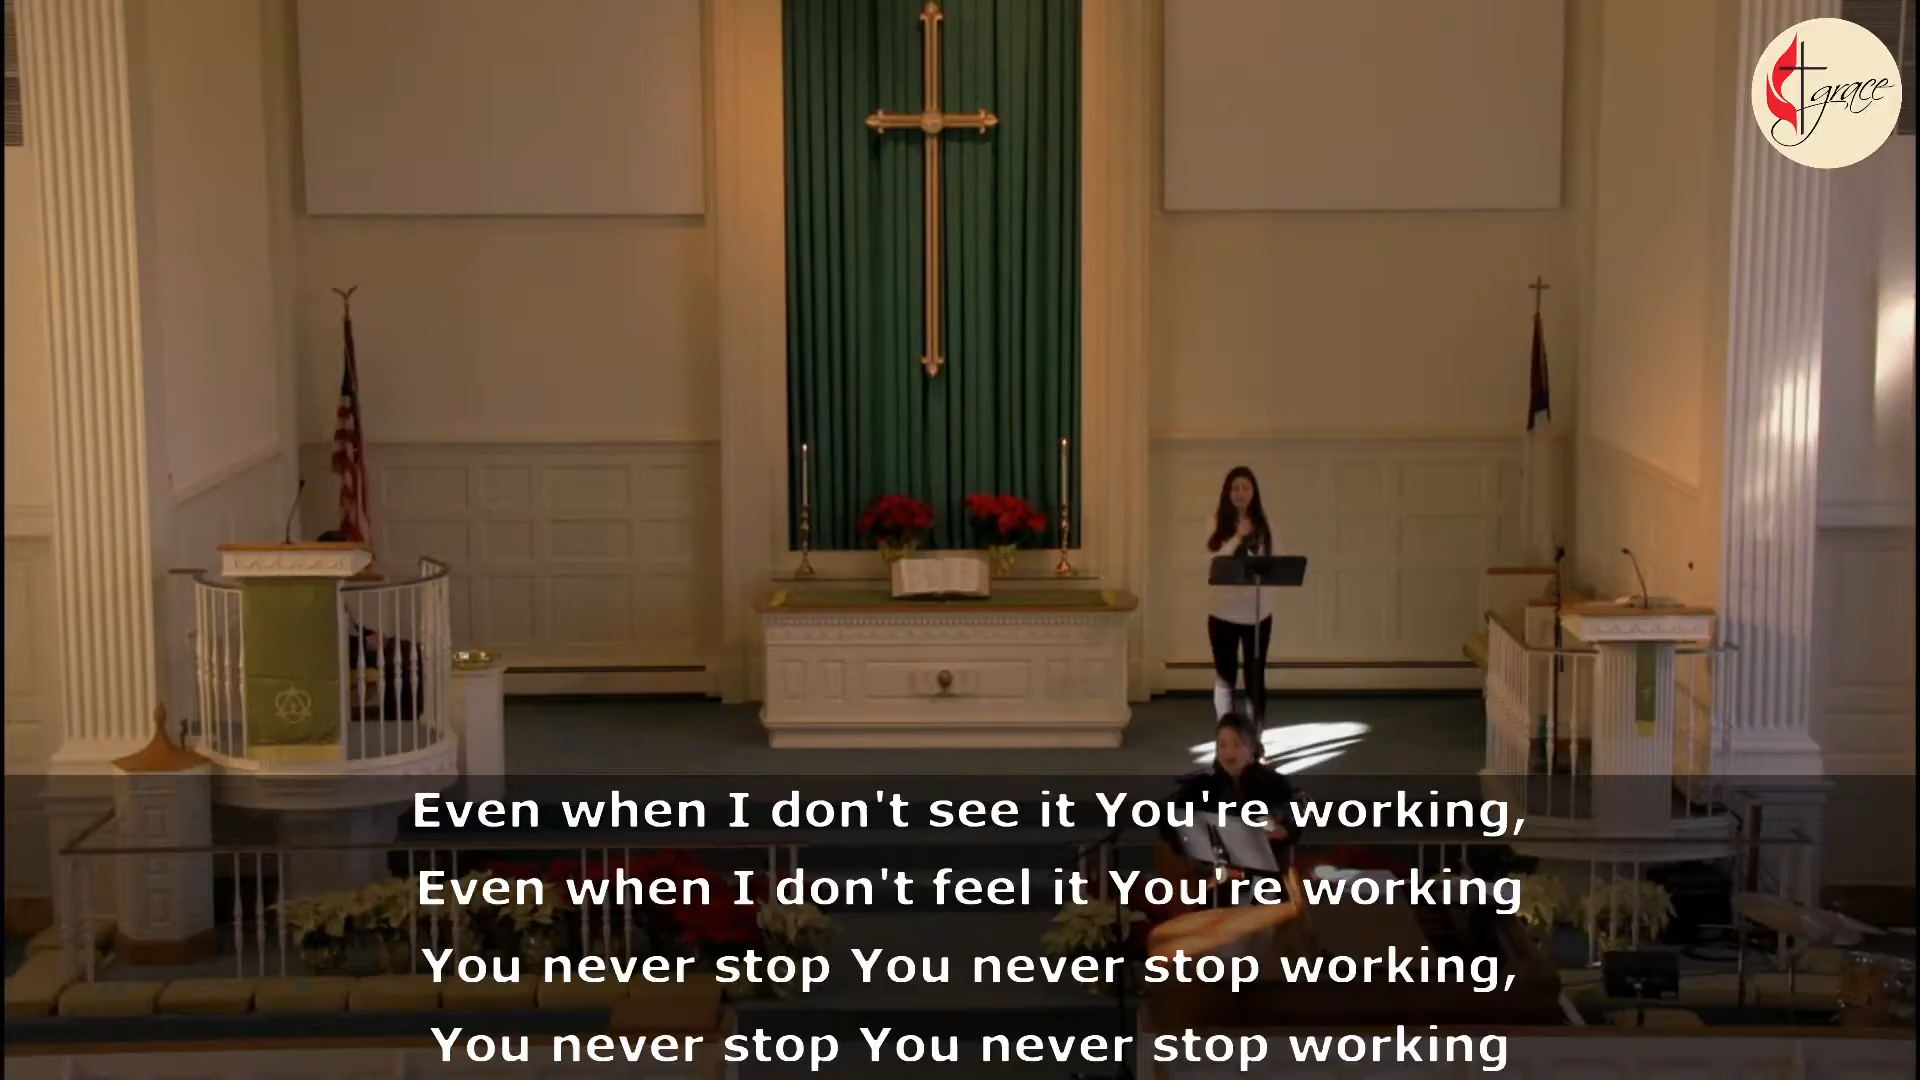 grace
Even when I don't see it You're working,
Even when I don't feel it You're working
You never stop You never stop working,
You never stop You never stop working